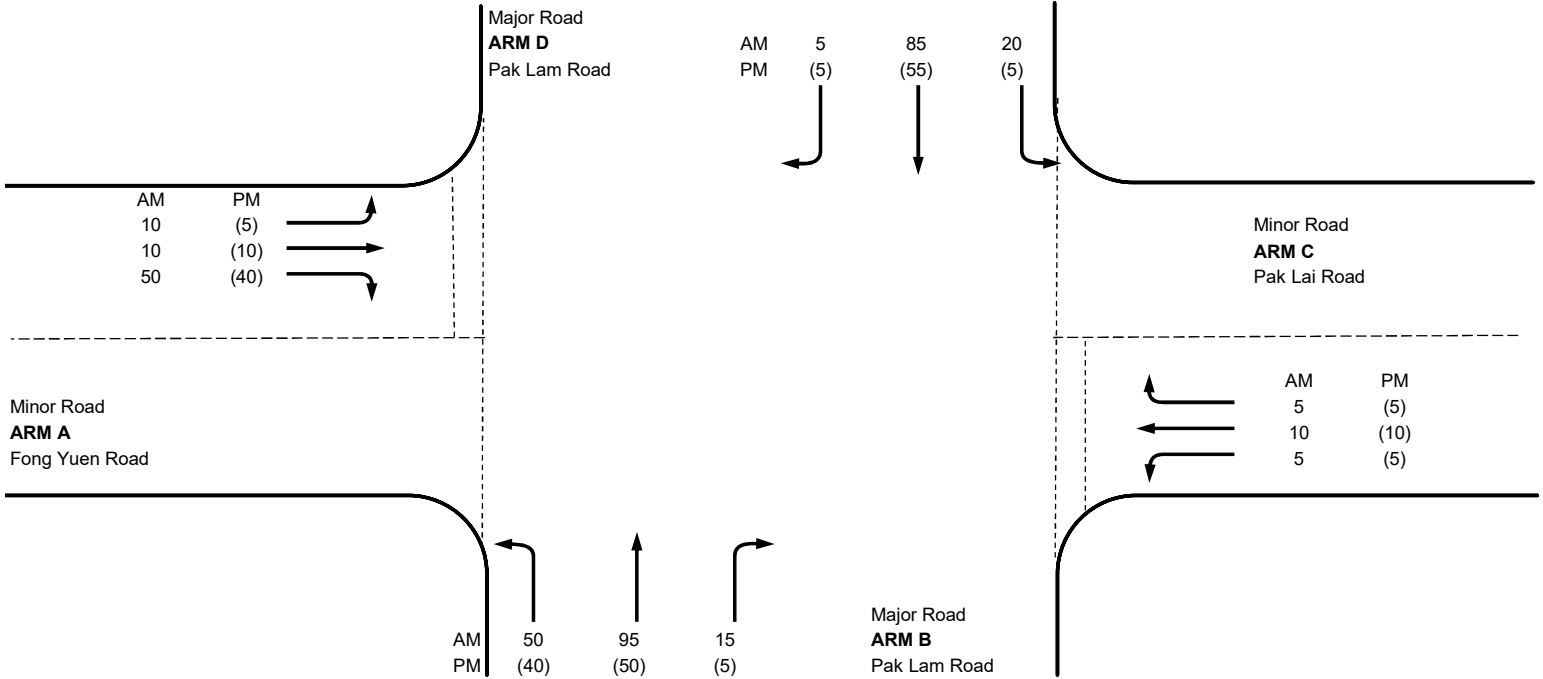 Major Road
ARM D
Pak Lam Road
AM 5 85 20
PM (5) (55) (5)
AM PM
10 (5)
10 (10)
50 (40)
Minor Road
ARM C
Pak Lai Road
Minor Road
ARM A
Fong Yuen Road
AM PM
5 (5)
10 (10)
5 (5)
AM 50 95 15
PM (40) (50) (5)
Major Road
ARM B
Pak Lam Road